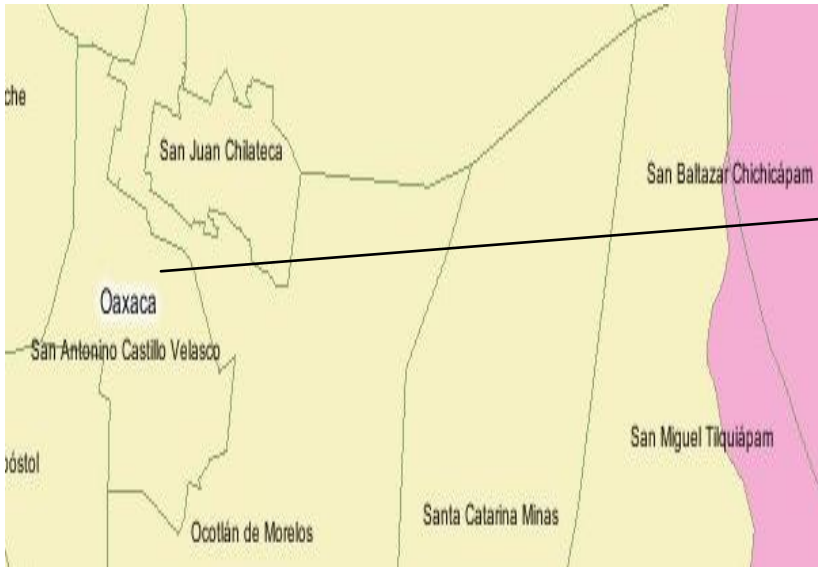 che
San Juan Chilateca
San Baltazar Chichicápam
Oaxaca
San Antonino Castillo Velasco
San Miguel Tilquiápam
póstol
Santa Catarina Minas
Ocotlán de Morelos